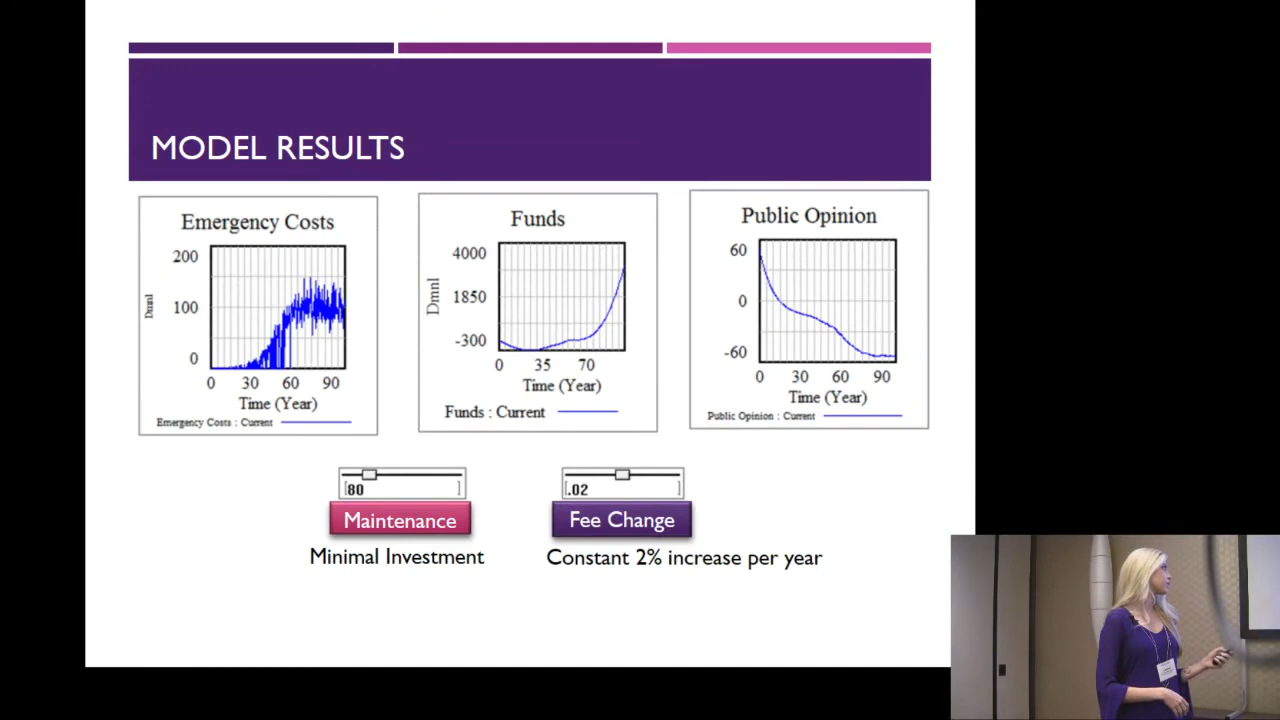 MODEL RESULTS
Emergency Costs
200
100
0
Dmnl
0 30 60 90
Time (Year)
Emergency Costs : Current
Funds
4000
1850
-300
Dmnl
0 35 70
Time (Year)
Funds : Current
Public Opinion
60
0
-60
0 30 60 90
Time (Year)
Public Opinion : Current
[80 ]
Maintenance
Minimal Investment
[.02 ]
Fee Change
Constant 2% increase per year